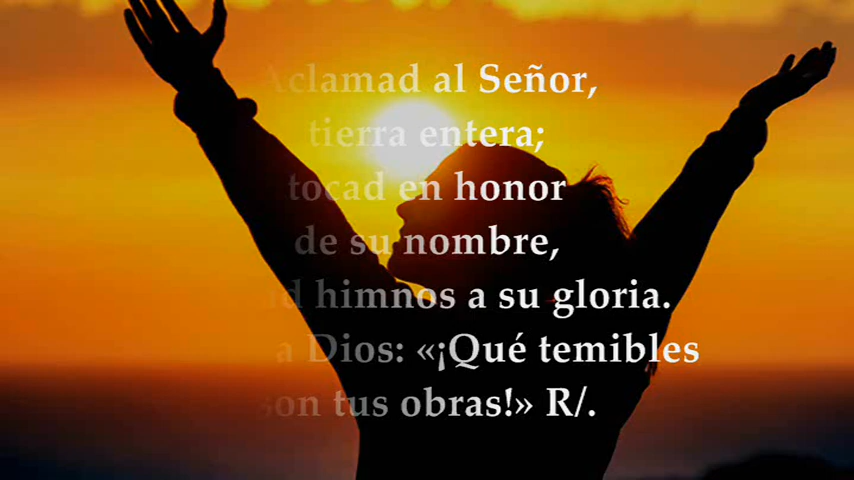 Aclamad al Señor,
tierra entera;
tocad en honor
de su nombre,
himnos a su gloria.
a Dios: «¡Qué temibles
son tus obras!» R/.